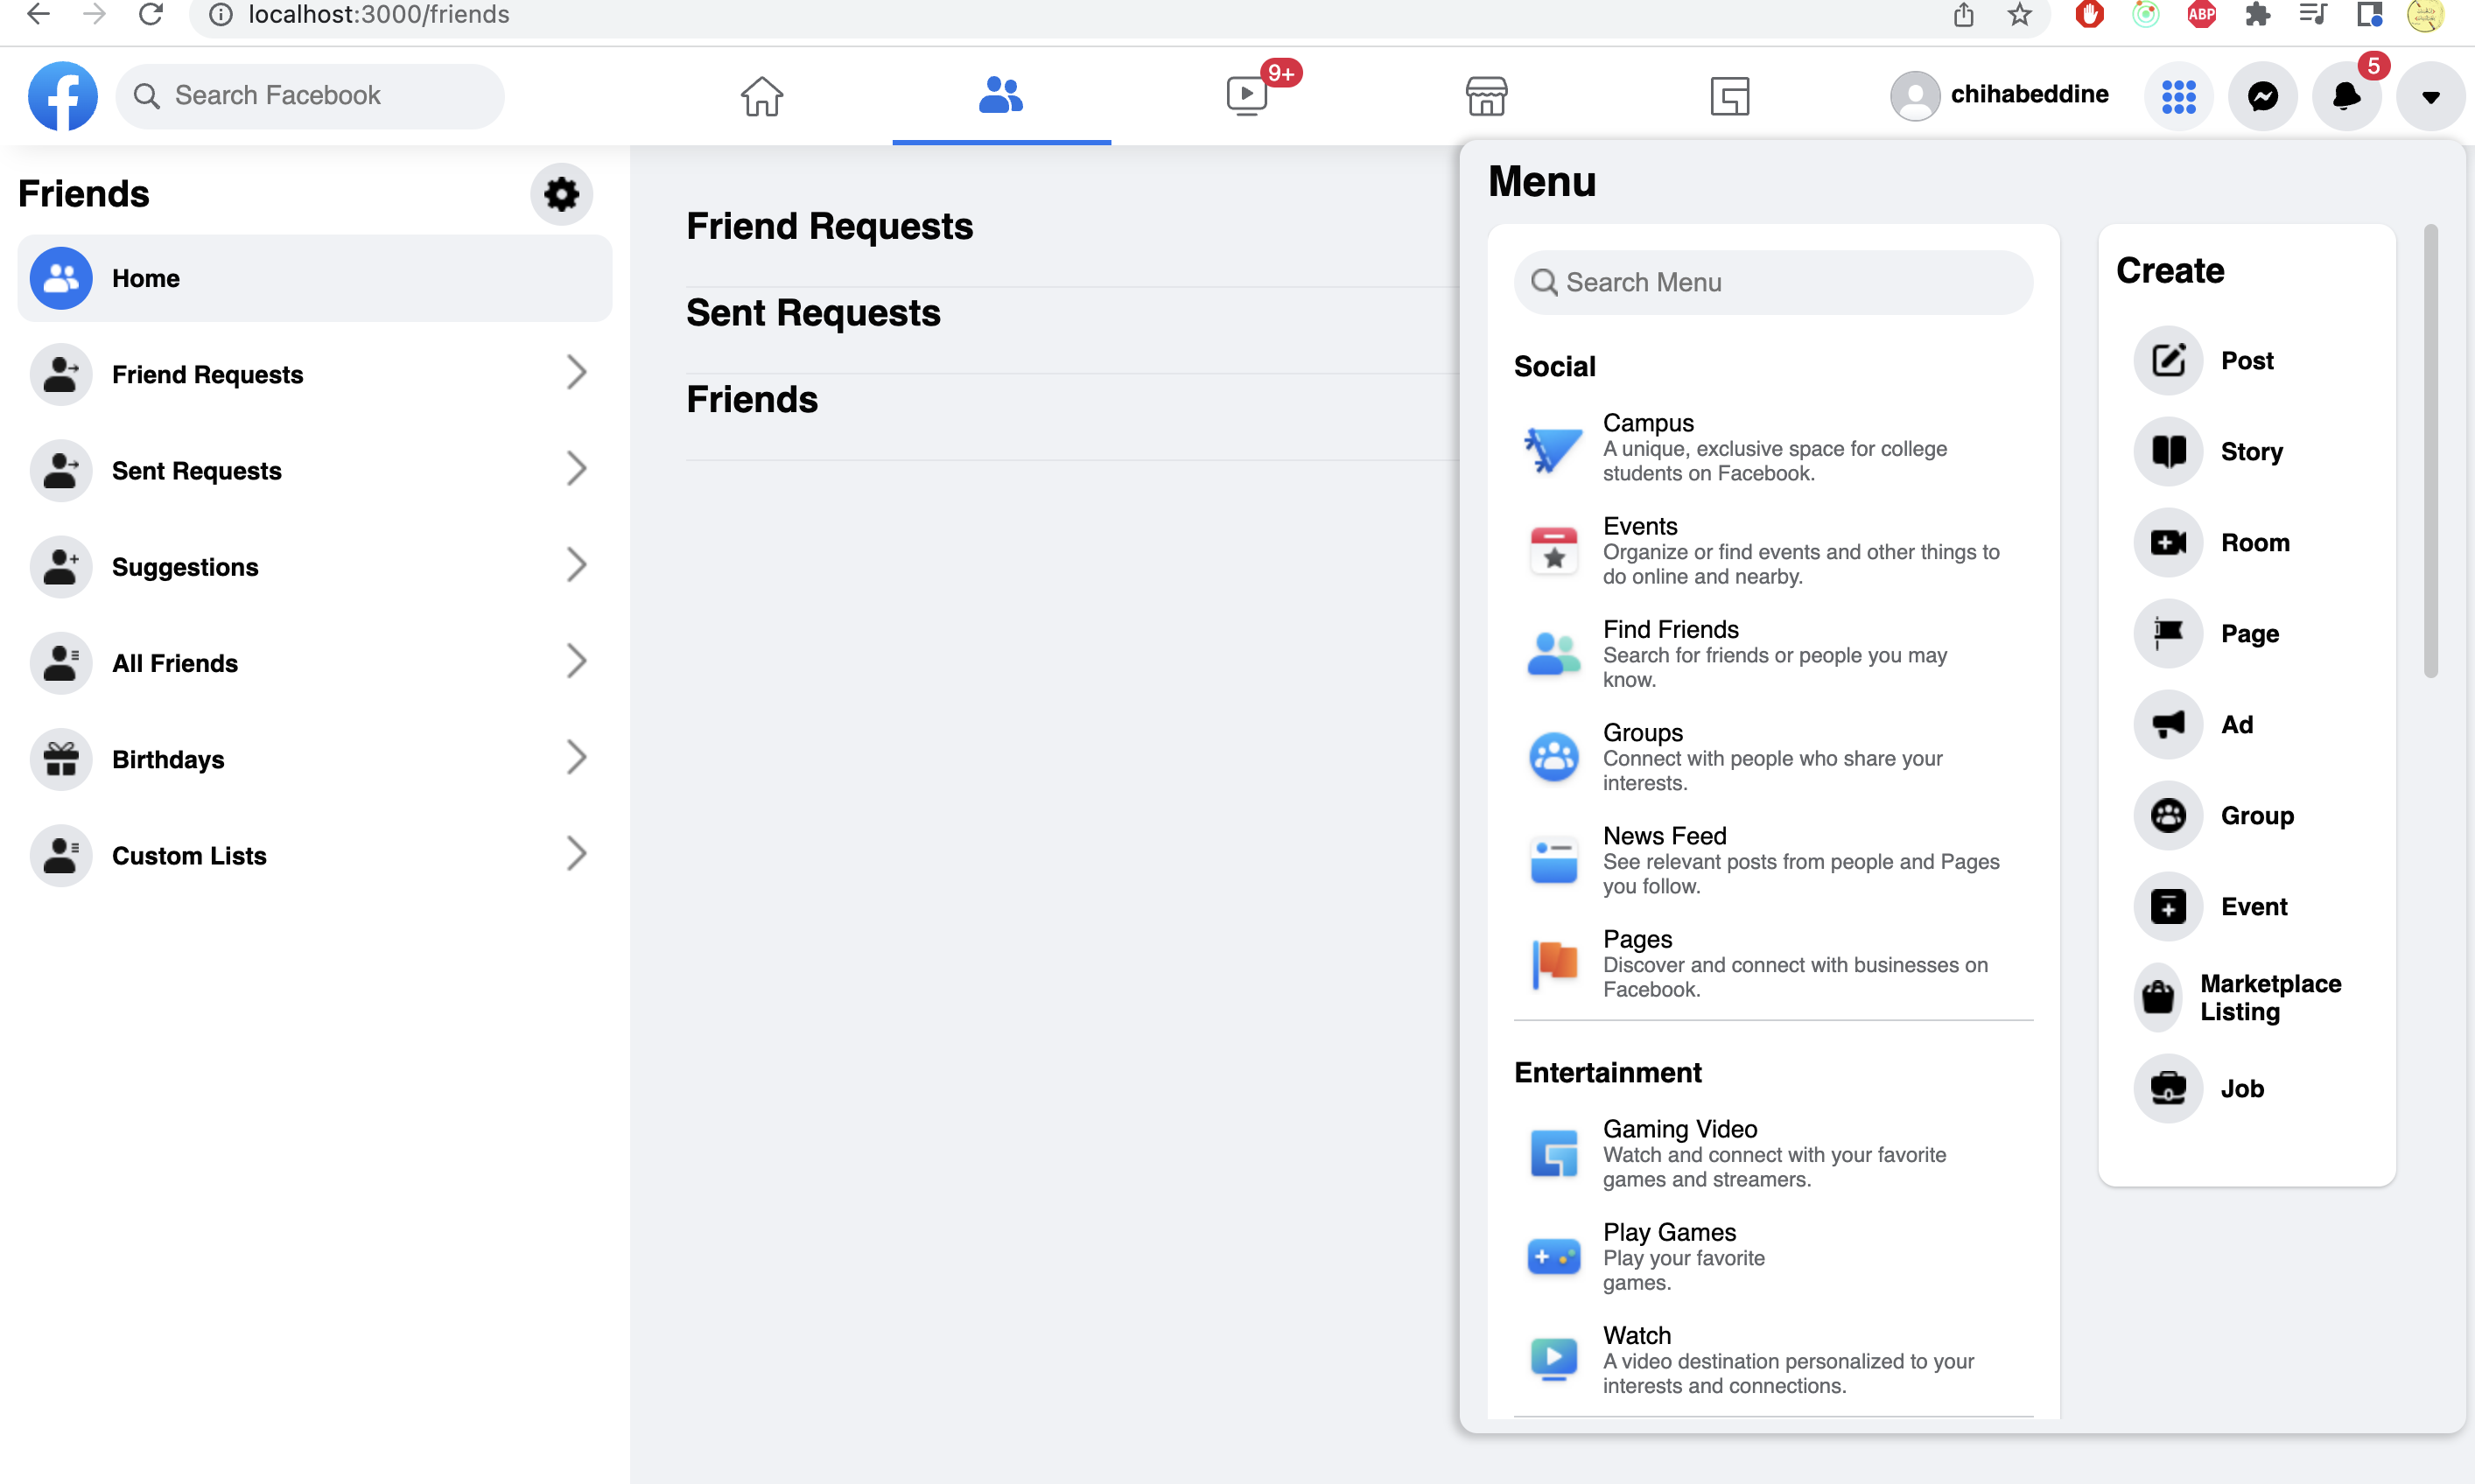 localhost:3000/friends
ABP
Search Facebook
9+
chihabeddine
5
Friends
Home
Friend Requests
Sent Requests
Suggestions
All Friends
Birthdays
Custom Lists
Friend Requests
Sent Requests
Friends
Menu
Search Menu
Social
Campus
A unique, exclusive space for college
students on Facebook.
Events
Organize or find events and other things to
do online and nearby.
Find Friends
Search for friends or people you may
know.
Groups
Connect with people who share your
interests.
News Feed
See relevant posts from people and Pages
you follow.
Pages
Discover and connect with businesses on
Facebook.
Entertainment
Gaming Video
Watch and connect with your favorite
games and streamers.
Play Games
Play your favorite
games.
Watch
A video destination personalized to your
interests and connections.
Create
Post
Story
Room
Page
Ad
Group
Event
Marketplace
Listing
Job